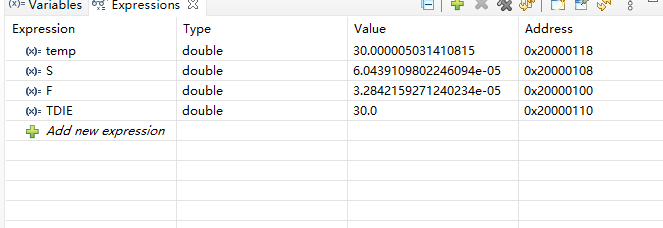 (x)= Variables Expressions
Expression Type Value Address
(x)= temp double 30.000005031410815 0x20000118
(x)= S double 6.0439109802246094e-05 0x20000108
(x)= F double 3.2842159271240234e-05 0x20000100
(x)= TDIE double 30.0 0x20000110
Add new expression